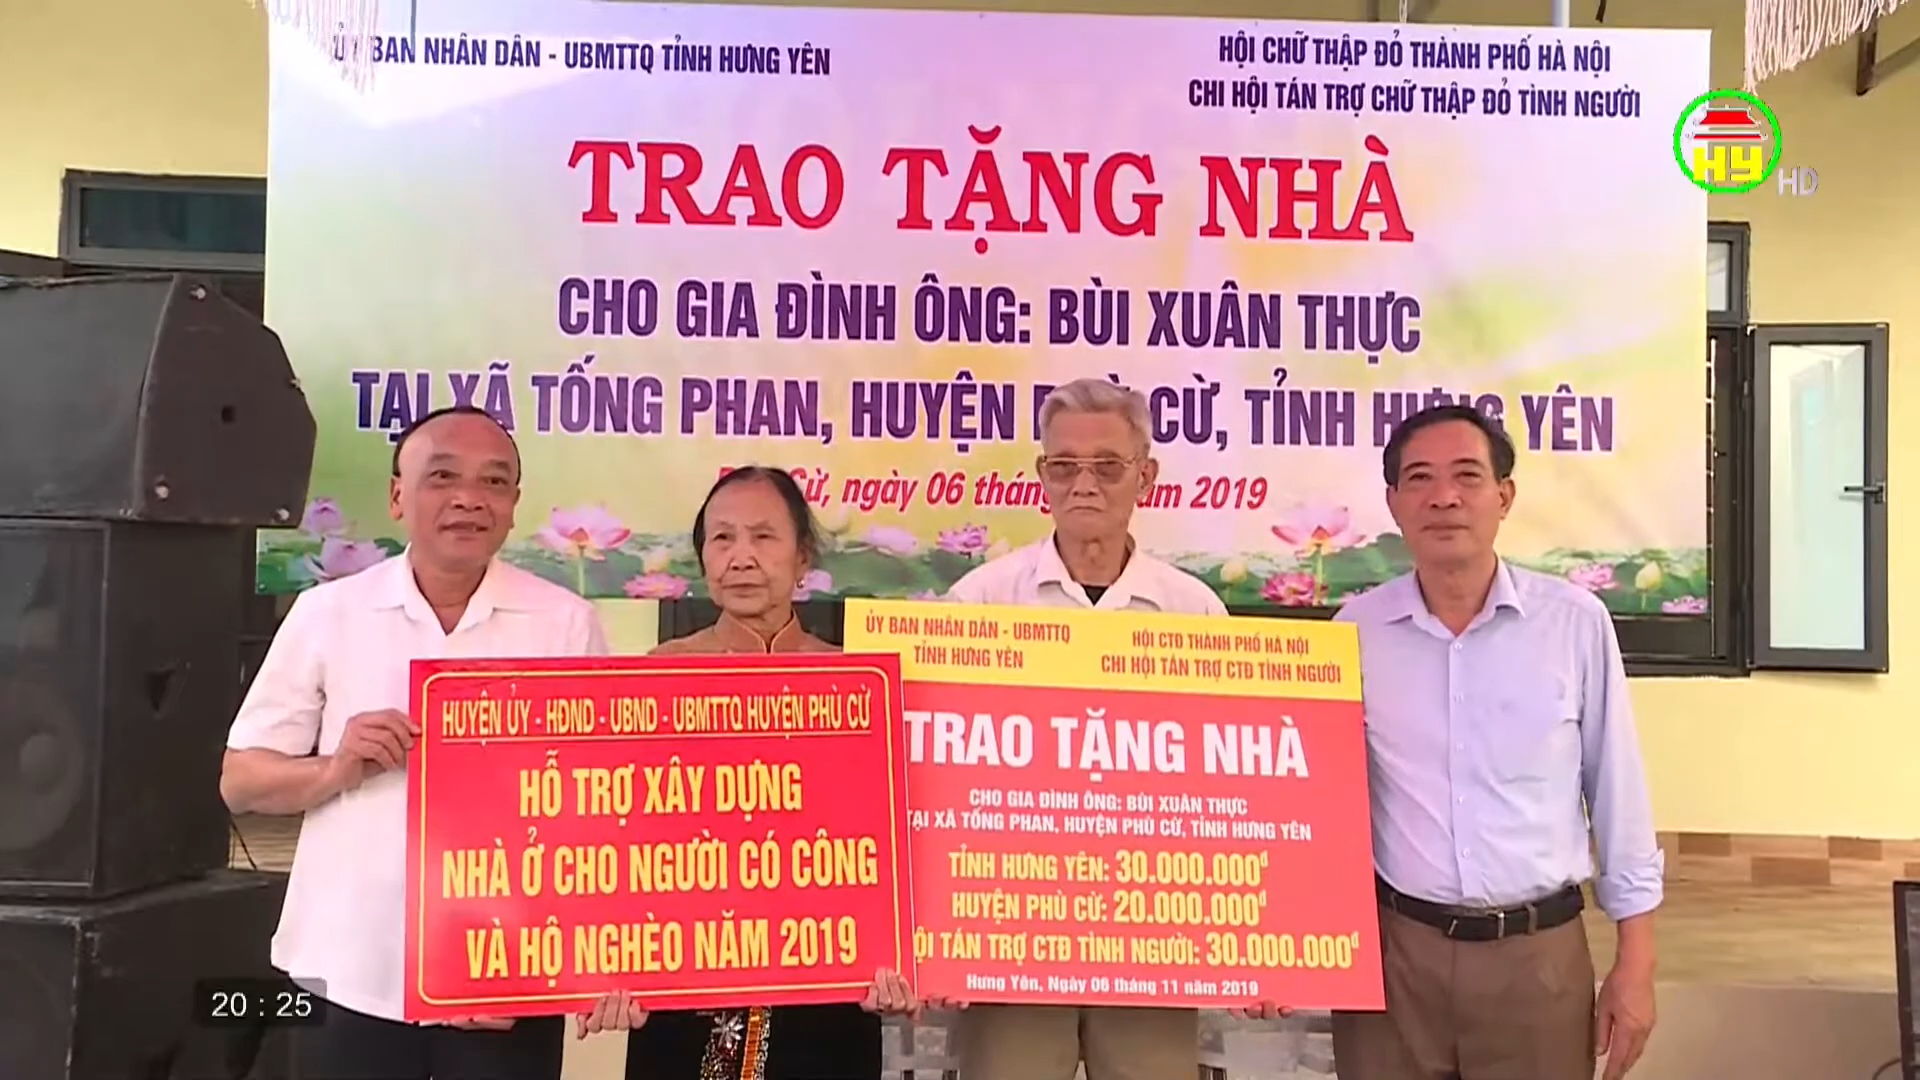 ỦY BAN NHÂN DÂN - UBMTTQ TỈNH HƯNG YÊN
HỘI CHỮ THẬP ĐỎ THÀNH PHỐ HÀ NỘI
CHI HỘI TÁN TRỢ CHỮ THẬP ĐỎ TÌNH NGƯỜI
TRAO TẶNG NHÀ
CHO GIA ĐÌNH ÔNG: BÙI XUÂN THỰC
TẠI XÃ TỐNG PHAN, HUYỆN CỪ, TỈNH HƯNG YÊN
Cừ, ngày 06 tháng 2019
HY HD
HUYỆN ỦY - HĐND - UBND - UBMTTQ HUYỆN PHÙ CỪ
HỖ TRỢ XÂY DỰNG
NHÀ Ở CHO NGƯỜI CÓ CÔNG
VÀ HỘ NGHÈO NĂM 2019
ỦY BAN NHÂN DÂN - UBMTTQ
TỈNH HƯNG YÊN
HỘI CTĐ THÀNH PHỐ HÀ NỘI
CHI HỘI TÁN TRỢ CTĐ TÌNH NGƯỜI
TRAO TẶNG NHÀ
CHO GIA ĐÌNH ÔNG: BÙI XUÂN THỰC
TẠI XÃ TỐNG PHAN, HUYỆN PHÙ CỪ, TỈNH HƯNG YÊN
TỈNH HƯNG YÊN: 30.000.000đ
HUYỆN PHÙ CỪ: 20.000.000đ
TÁN TRỢ CTĐ TÌNH NGƯỜI: 30.000.000đ
Hưng Yên, Ngày 06 tháng 11 năm 2019
20 : 25